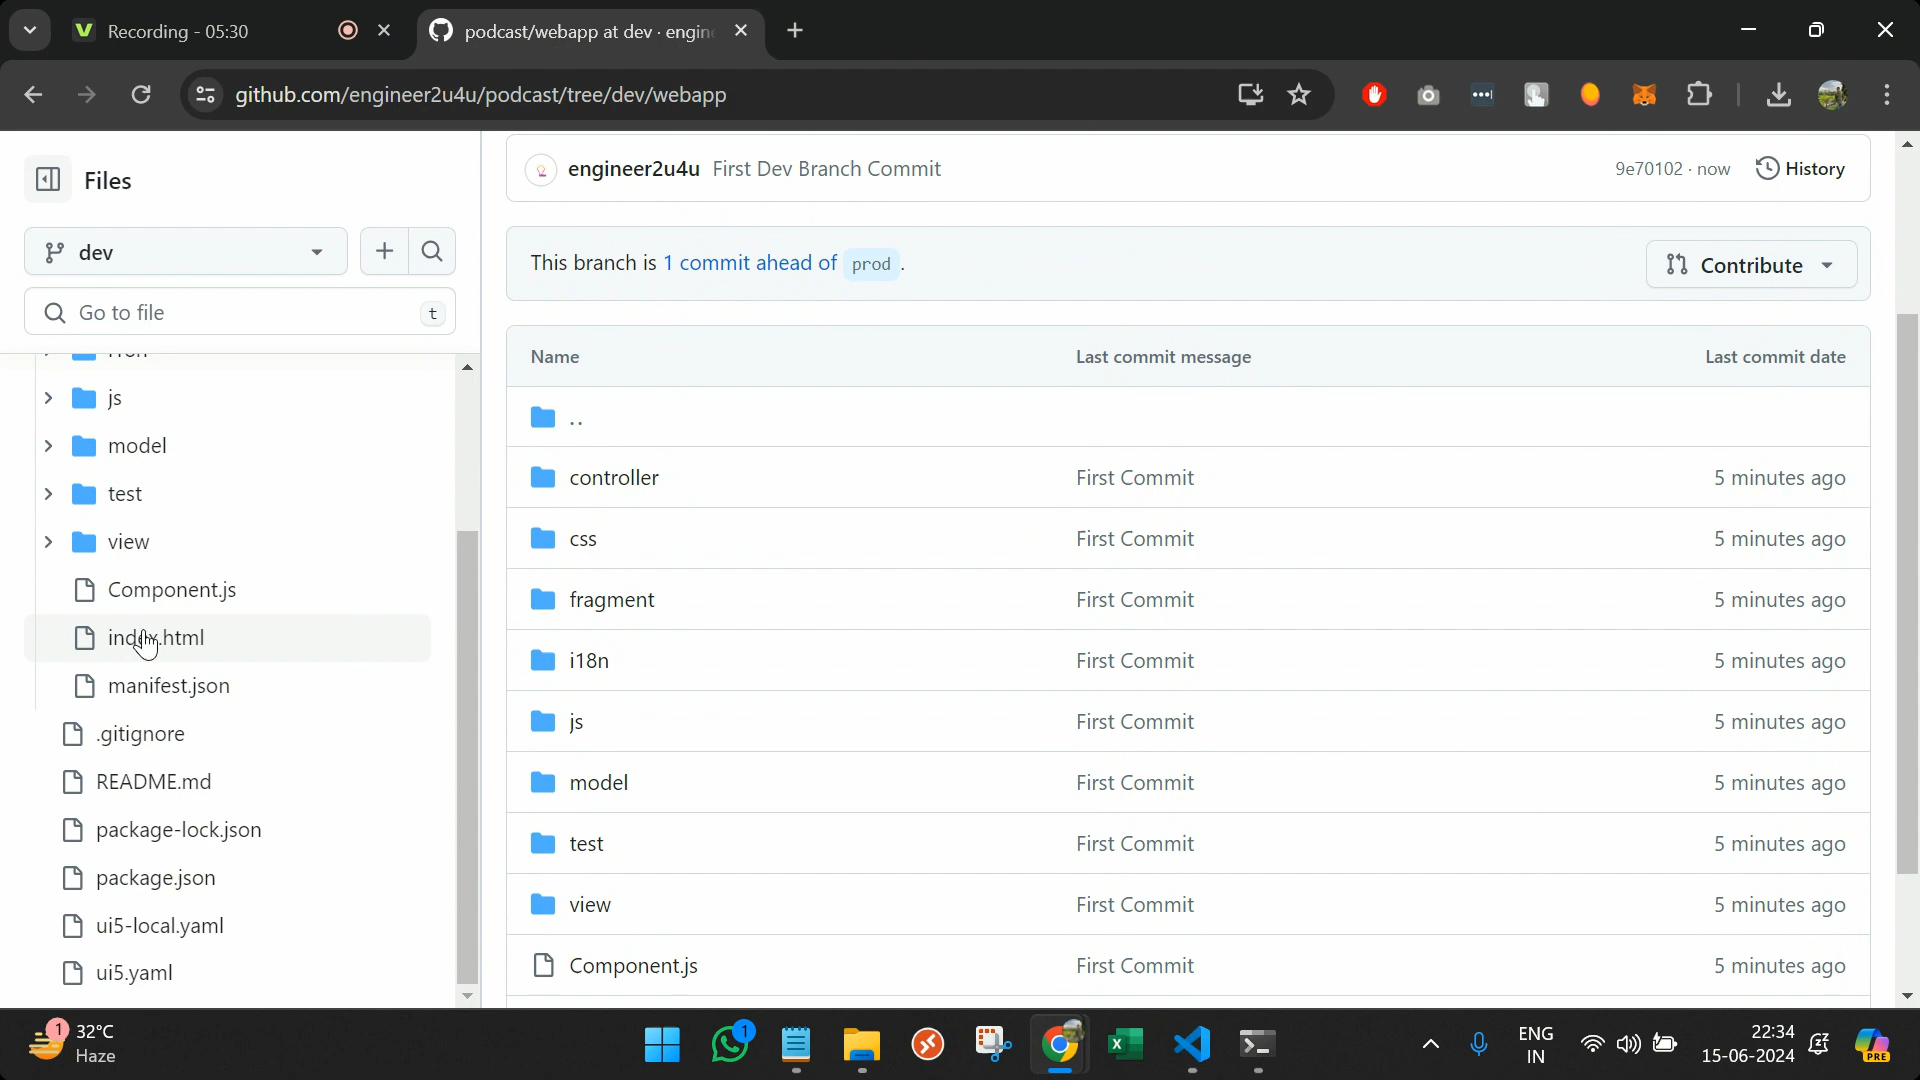 Recording - 05:30
podcast/webapp at dev · engin
github.com/engineer2u4u/podcast/tree/dev/webapp
Files
engineer2u4u First Dev Branch Commit
9e70102 · now
History
dev
This branch is 1 commit ahead of prod .
Contribute
Go to file
t
Name
Last commit message
Last commit date
js
model
test
view
Component.js
index.html
manifest.json
.gitignore
README.md
package-lock.json
package.json
ui5-local.yaml
ui5.yaml
..
controller First Commit 5 minutes ago
css First Commit 5 minutes ago
fragment First Commit 5 minutes ago
i18n First Commit 5 minutes ago
js First Commit 5 minutes ago
model First Commit 5 minutes ago
test First Commit 5 minutes ago
view First Commit 5 minutes ago
Component.js First Commit 5 minutes ago
1
32°C
Haze
1
ENG
IN
22:34
15-06-2024
PRE